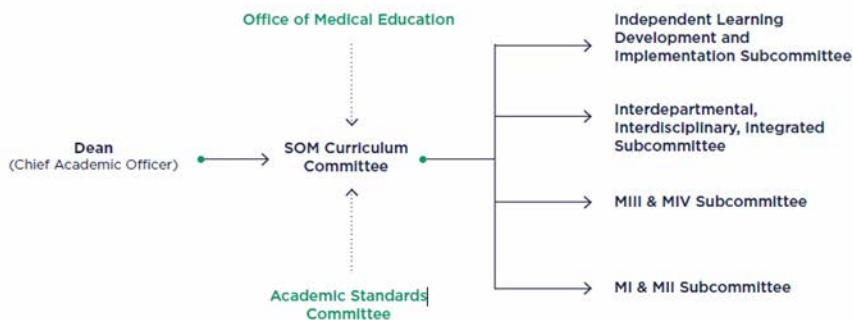 Office of Medical Education
Independent Learning
Development and
Implementation Subcommittee
Interdepartmental,
Interdisciplinary, Integrated
Subcommittee
Dean
(Chief Academic Officer)
SOM Curriculum
Committee
MIII & MIV Subcommittee
MI & MII Subcommittee
Academic Standards
Committee